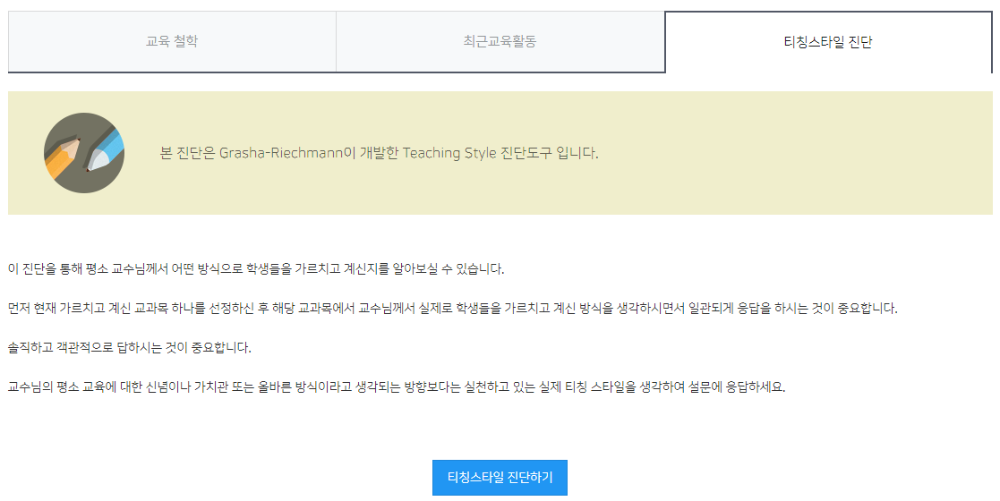 교육 철학
최근교육활동
티칭스타일 진단
본 진단은 Grasha-Riechmann이 개발한 Teaching Style 진단도구 입니다.
이 진단을 통해 평소 교수님께서 어떤 방식으로 학생들을 가르치고 계신지를 알아보실 수 있습니다.
먼저 현재 가르치고 계신 교과목 하나를 선정하신 후 해당 교과목에서 교수님께서 실제로 학생들을 가르치고 계신 방식을 생각하시면서 일관되게 응답을 하시는 것이 중요합니다.
솔직하고 객관적으로 답하시는 것이 중요합니다.
교수님의 평소 교육에 대한 신념이나 가치관 또는 올바른 방식이라고 생각되는 방향보다는 실천하고 있는 실제 티칭 스타일을 생각하여 설문에 응답하세요.
티칭스타일 진단하기